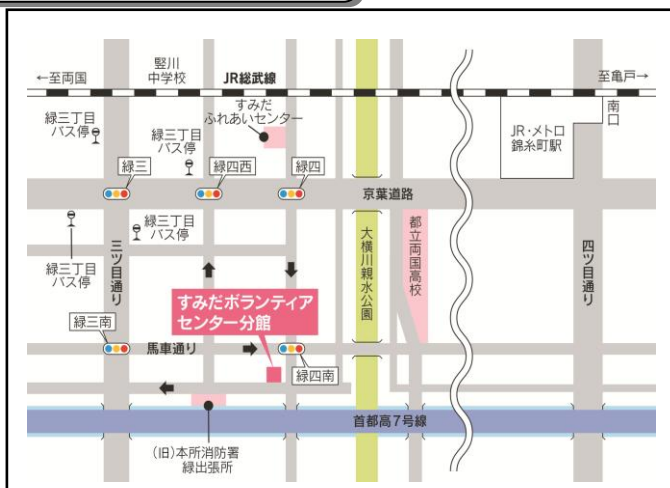 ←至両国
竪川
中学校
JR総武線
至亀戸→
南口
すみだ
ふれあいセンター
緑三丁目
バス停
緑三丁目
バス停
JR・メトロ
錦糸町駅
緑三
緑四西
緑四
京葉道路
緑三丁目
バス停
緑三丁目
バス停
三ツ目通り
大横川親水公園
都立両国高校
四ツ目通り
すみだボランティア
センター分館
緑三南
馬車通り
緑四南
首都高7号線
(旧)本所消防署
緑出張所